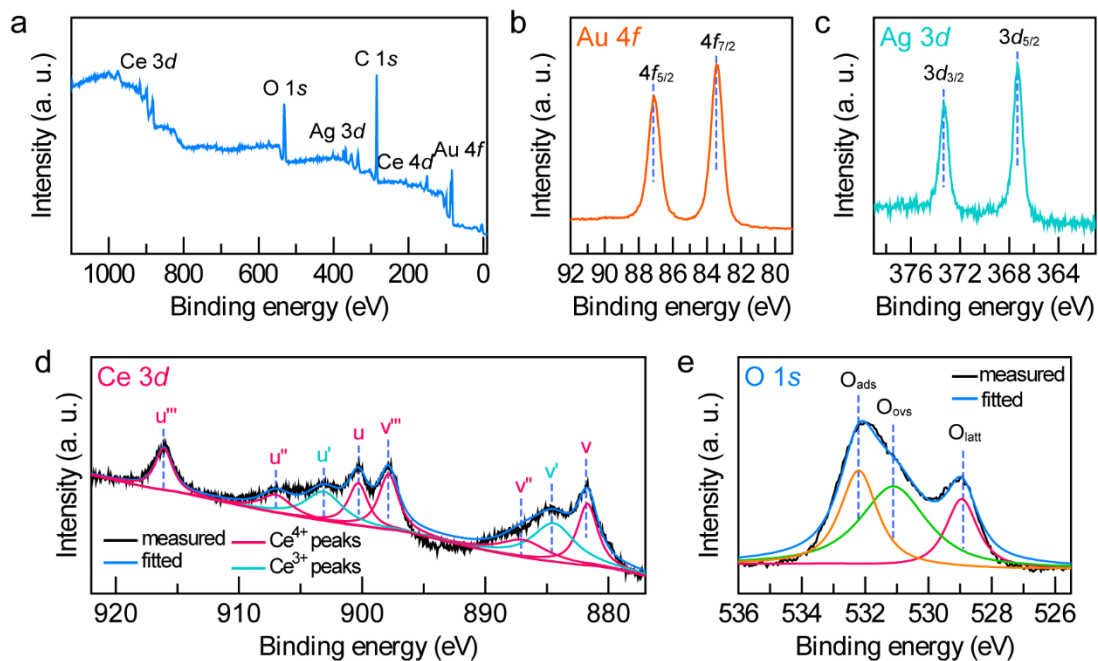 a
Ce 3d
O 1s
C 1s
Ag 3d
Ce 4d
Au 4f
Intensity (a. u.)
1000 800 600 400 200 0
Binding energy (eV)
b
Au 4f
4f7/2
4f5/2
Intensity (a. u.)
92 90 88 86 84 82 80
Binding energy (eV)
c
Ag 3d
3d5/2
3d3/2
Intensity (a. u.)
376 372 368 364
Binding energy (eV)
d
Ce 3d
u'''
u''
u'
u
v'''
v''
v'
v
measured
fitted
Ce4+ peaks
Ce3+ peaks
Intensity (a. u.)
920 910 900 890 880
Binding energy (eV)
e
O 1s
Oads
Oovs
Olatt
measured
fitted
Intensity (a. u.)
536 534 532 530 528 526
Binding energy (eV)